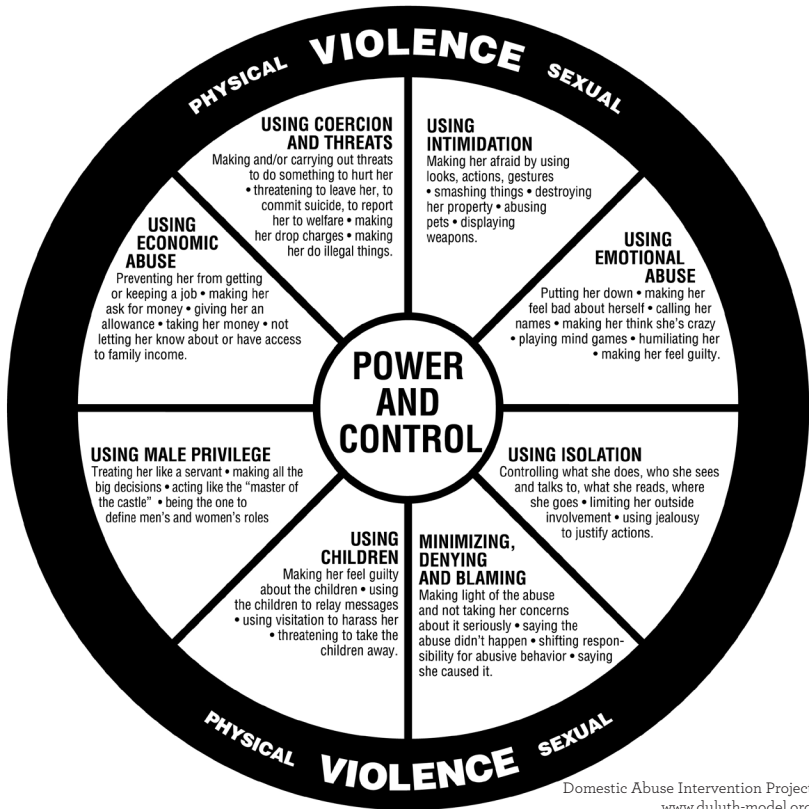 PHYSICAL VIOLENCE SEXUAL
USING COERCION
AND THREATS
Making and/or carrying out threats
to do something to hurt her
• threatening to leave her, to
commit suicide, to report
her to welfare • making
her drop charges • making
her do illegal things.
USING
INTIMIDATION
Making her afraid by using
looks, actions, gestures
• smashing things • destroying
her property • abusing
pets • displaying
weapons.
USING
ECONOMIC
ABUSE
Preventing her from getting
or keeping a job • making her
ask for money • giving her an
allowance • taking her money • not
letting her know about or have access
to family income.
USING
EMOTIONAL
ABUSE
Putting her down • making her
feel bad about herself • calling her
names • making her think she's crazy
• playing mind games • humiliating her
• making her feel guilty.
POWER
AND
CONTROL
USING MALE PRIVILEGE
Treating her like a servant • making all the
big decisions • acting like the “master of
the castle” • being the one to
define men's and women's roles
USING ISOLATION
Controlling what she does, who she sees
and talks to, what she reads, where
she goes • limiting her outside
involvement • using jealousy
to justify actions.
USING
CHILDREN
Making her feel guilty
about the children • using
the children to relay messages
• using visitation to harass her
• threatening to take the
children away.
MINIMIZING,
DENYING
AND BLAMING
Making light of the abuse
and not taking her concerns
about it seriously • saying the
abuse didn't happen • shifting respon-
sibility for abusive behavior • saying
she caused it.
PHYSICAL VIOLENCE SEXUAL
Domestic Abuse Intervention Projec
www.duluth-model.org